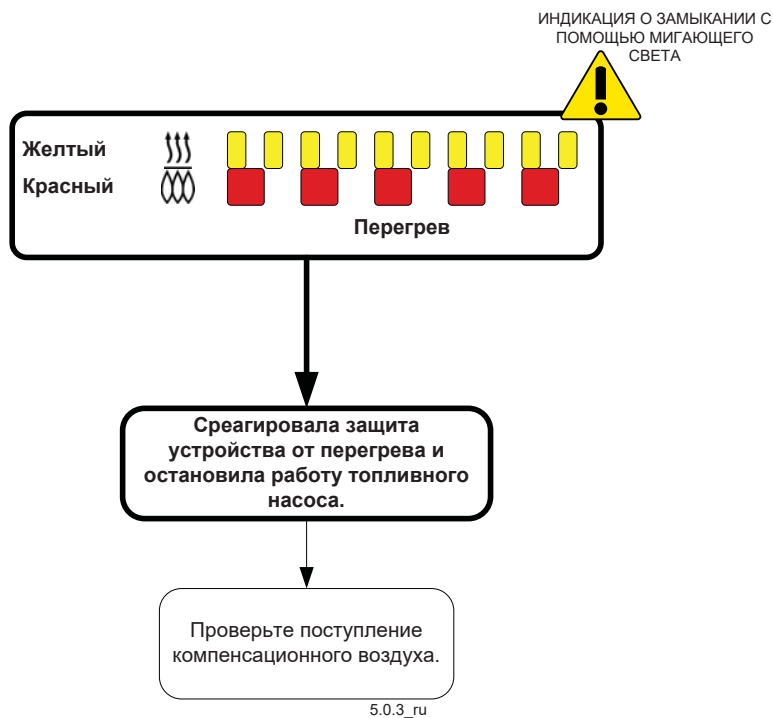 ИНДИКАЦИЯ О ЗАМЫКАНИИ С
ПОМОЩЬЮ МИГАЮЩЕГО
СВЕТА
Желтый
Красный
Перегрев
Среагировала защита
устройства от перегрева и
остановила работу топливного
насоса.
Проверьте поступление
компенсационного воздуха.
5.0.3_ru